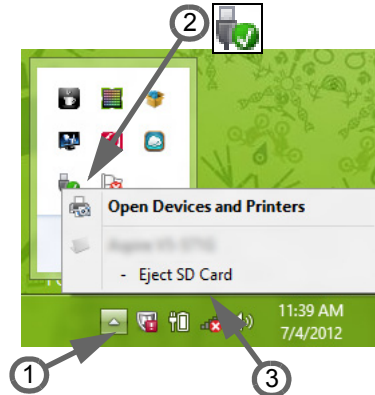 2
Open Devices and Printers
- Eject SD Card
11:39 AM
7/4/2012
1
3